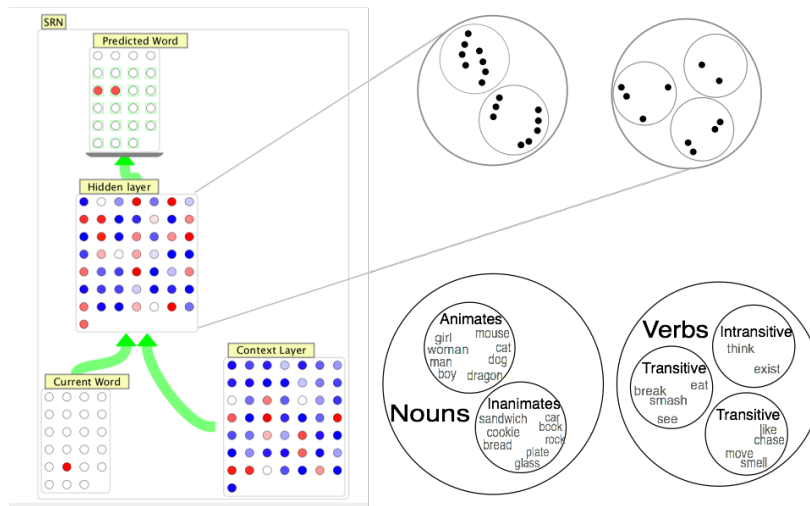 SRN
Predicted Word
Hidden layer
Context Layer
Current Word
Nouns
Animates
girl mouse
woman cat
man dog
boy dragon
Inanimates
sandwich car
cookie book
bread rock
plate
glass
Verbs
Intransitive
think
exist
Transitive
break eat
smash
see
Transitive
like
chase
move
smell